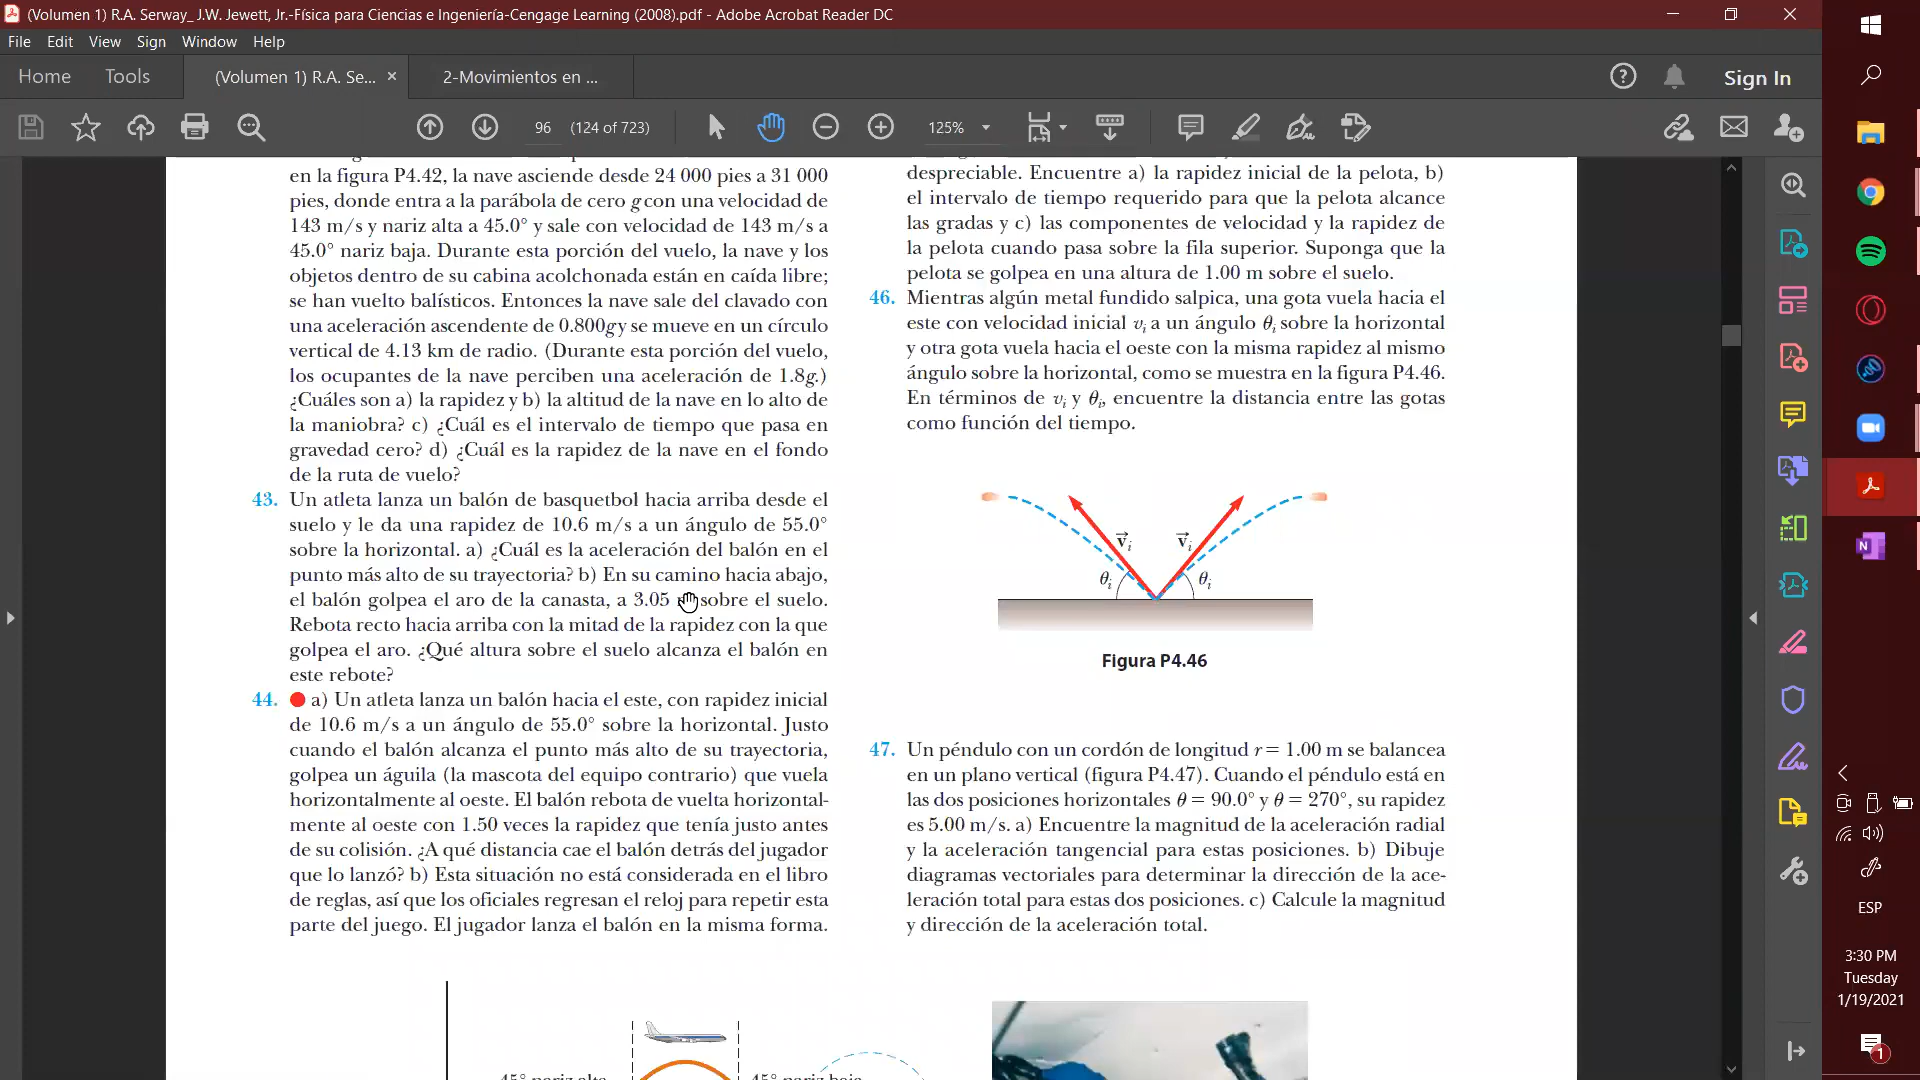 (Volumen 1) R.A. Serway_ J.W. Jewett, Jr.-Física para Ciencias e Ingeniería-Cengage Learning (2008).pdf - Adobe Acrobat Reader DC
File Edit View Sign Window Help
Home Tools (Volumen 1) R.A. Se... × 2-Movimientos en ... Sign In
96 (124 of 723) 125%
en la figura P4.42, la nave asciende desde 24 000 pies a 31 000
pies, donde entra a la parábola de cero g con una velocidad de
143 m/s y nariz alta a 45.0° y sale con velocidad de 143 m/s a
45.0° nariz baja. Durante esta porción del vuelo, la nave y los
objetos dentro de su cabina acolchonada están en caída libre;
se han vuelto balísticos. Entonces la nave sale del clavado con
una aceleración ascendente de 0.800g y se mueve en un círculo
vertical de 4.13 km de radio. (Durante esta porción del vuelo,
los ocupantes de la nave perciben una aceleración de 1.8g.)
¿Cuáles son a) la rapidez y b) la altitud de la nave en lo alto de
la maniobra? c) ¿Cuál es el intervalo de tiempo que pasa en
gravedad cero? d) ¿Cuál es la rapidez de la nave en el fondo
de la ruta de vuelo?
43. Un atleta lanza un balón de basquetbol hacia arriba desde el
suelo y le da una rapidez de 10.6 m/s a un ángulo de 55.0°
sobre la horizontal. a) ¿Cuál es la aceleración del balón en el
punto más alto de su trayectoria? b) En su camino hacia abajo,
el balón golpea el aro de la canasta, a 3.05 sobre el suelo.
Rebota recto hacia arriba con la mitad de la rapidez con la que
golpea el aro. ¿Qué altura sobre el suelo alcanza el balón en
este rebote?
44. a) Un atleta lanza un balón hacia el este, con rapidez inicial
de 10.6 m/s a un ángulo de 55.0° sobre la horizontal. Justo
cuando el balón alcanza el punto más alto de su trayectoria,
golpea un águila (la mascota del equipo contrario) que vuela
horizontalmente al oeste. El balón rebota de vuelta horizontal-
mente al oeste con 1.50 veces la rapidez que tenía justo antes
de su colisión. ¿A qué distancia cae el balón detrás del jugador
que lo lanzó? b) Esta situación no está considerada en el libro
de reglas, así que los oficiales regresan el reloj para repetir esta
parte del juego. El jugador lanza el balón en la misma forma.
45° nariz alta 45° nariz baja
despreciable. Encuentre a) la rapidez inicial de la pelota, b)
el intervalo de tiempo requerido para que la pelota alcance
las gradas y c) las componentes de velocidad y la rapidez de
la pelota cuando pasa sobre la fila superior. Suponga que la
pelota se golpea en una altura de 1.00 m sobre el suelo.
46. Mientras algún metal fundido salpica, una gota vuela hacia el
este con velocidad inicial vi a un ángulo θi sobre la horizontal
y otra gota vuela hacia el oeste con la misma rapidez al mismo
ángulo sobre la horizontal, como se muestra en la figura P4.46.
En términos de vi y θi, encuentre la distancia entre las gotas
como función del tiempo.
vi vi
θi θi
Figura P4.46
47. Un péndulo con un cordón de longitud r = 1.00 m se balancea
en un plano vertical (figura P4.47). Cuando el péndulo está en
las dos posiciones horizontales θ = 90.0° y θ = 270°, su rapidez
es 5.00 m/s. a) Encuentre la magnitud de la aceleración radial
y la aceleración tangencial para estas posiciones. b) Dibuje
diagramas vectoriales para determinar la dirección de la ace-
leración total para estas dos posiciones. c) Calcule la magnitud
y dirección de la aceleración total.
ESP
3:30 PM
Tuesday
1/19/2021
1